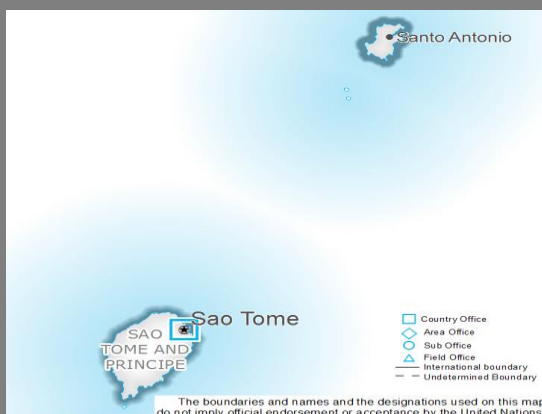 Santo Antonio
Sao Tome
SAO
TOME AND
PRINCIPE
Country Office
Area Office
Sub Office
Field Office
International boundary
Undetermined Boundary
The boundaries and names and the designations used on this map
do not imply official endorsement or acceptance by the United Nations